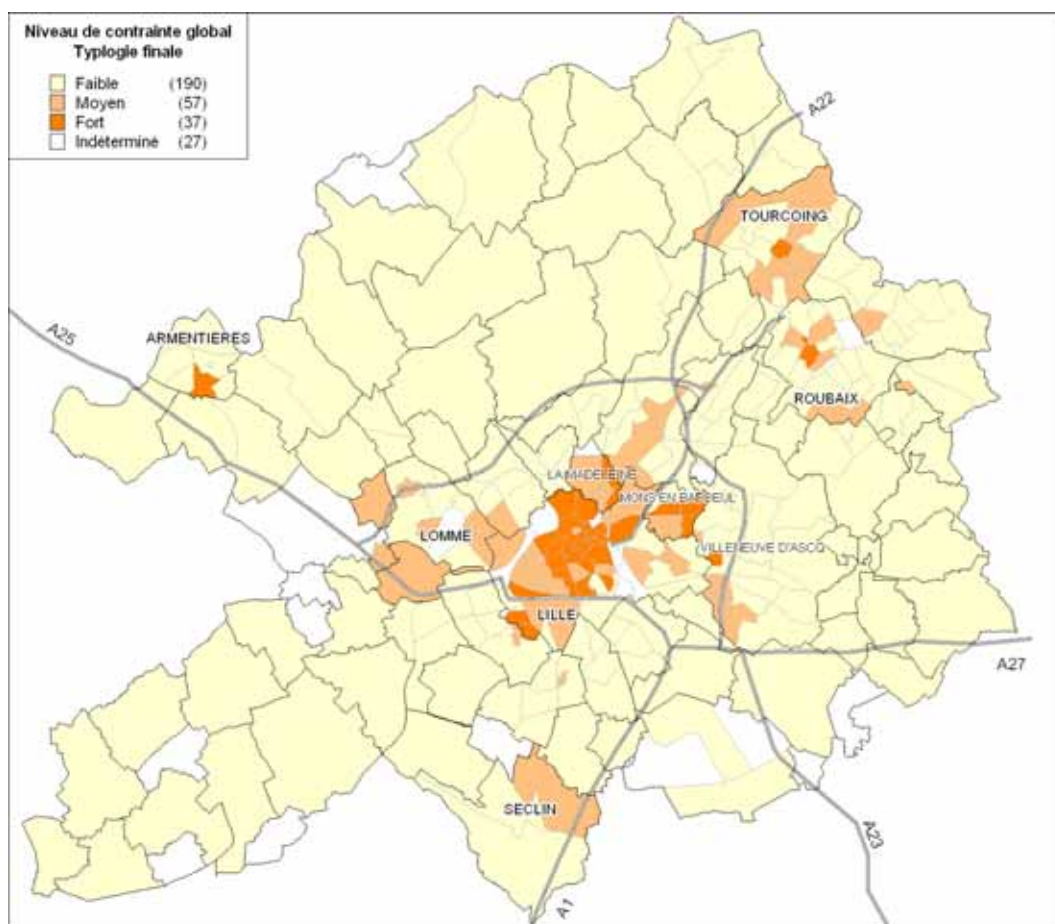 Niveau de contrainte global
Typlogie finale
Faible (190)
Moyen (57)
Fort (37)
Indéterminé (27)
A22
TOURCOING
A25
ARMENTIERES
ROUBAIX
LA MADELEINE
MONS EN BAROEUL
LOMME
VILLENEUVE D'ASCQ
LILLE
A27
SECLIN
A23
A1